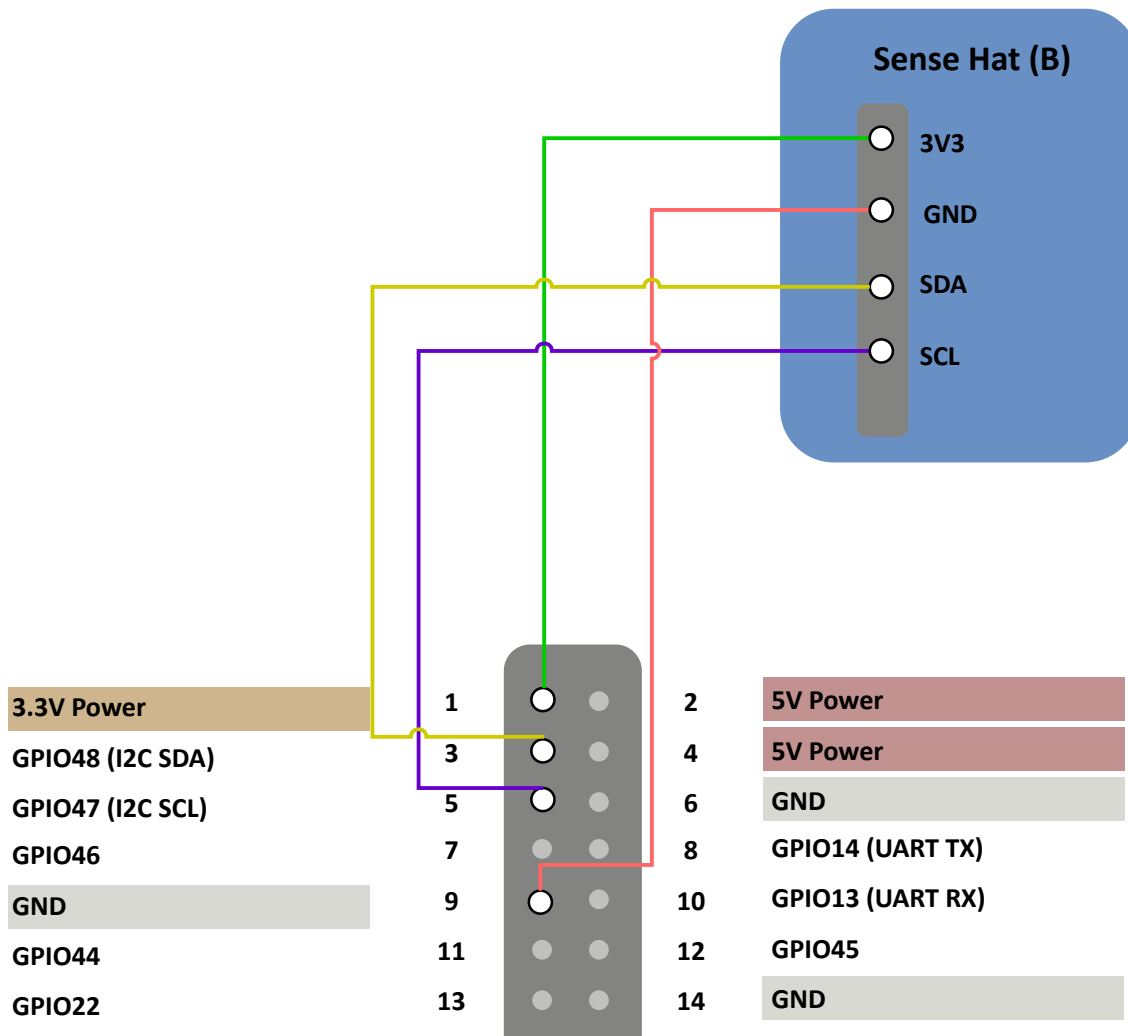 Sense Hat (B)
3V3
GND
SDA
SCL
3.3V Power 1 2 5V Power
GPIO48 (I2C SDA) 3 4 5V Power
GPIO47 (I2C SCL) 5 6 GND
GPIO46 7 8 GPIO14 (UART TX)
GND 9 10 GPIO13 (UART RX)
GPIO44 11 12 GPIO45
GPIO22 13 14 GND